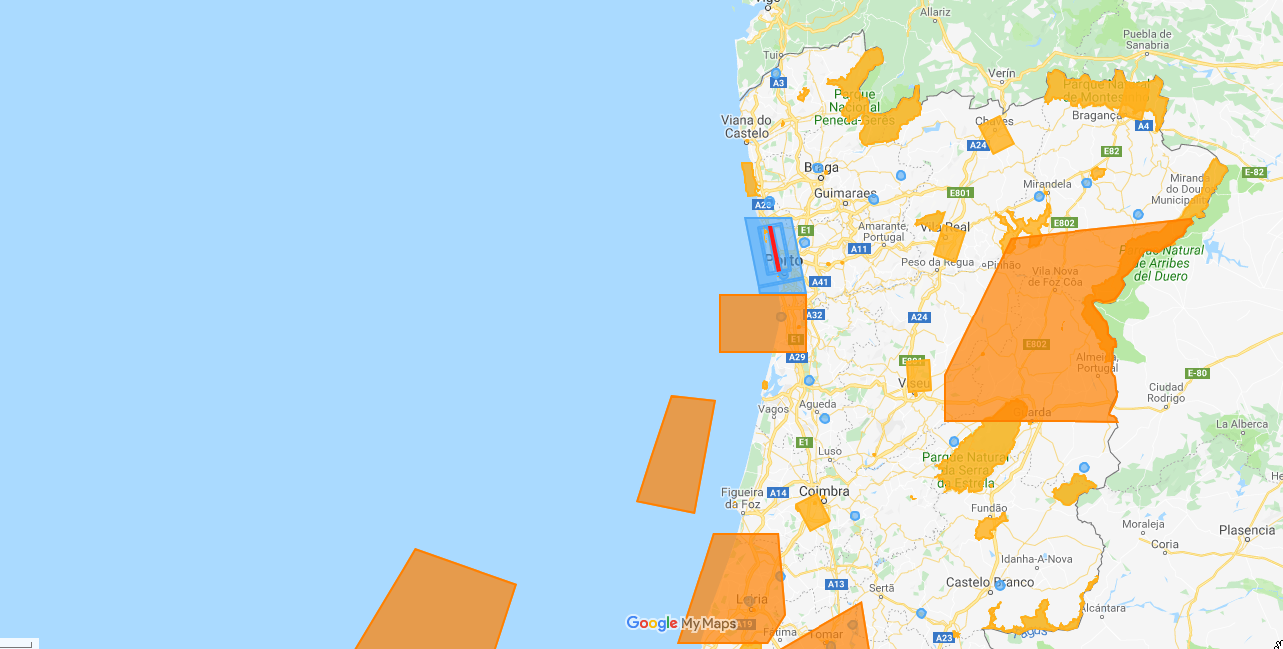 Vigo
Allariz
Puebla de
Sanabria
Tui
Verín
A3
Parque
Nacional
Peneda-Gerês
Parque Natural
de Montesinho
Viana do
Castelo
Chaves
Bragança
A4
A24
E82
Braga
Guimaraes
Mirandela
Miranda
do Douro
Municipality
E-82
E801
A28
Vila Real
E802
E1
Amarante,
Portugal
A11
Porto
Peso da Régua
Pinhão
Parque Natural
de Arribes
del Duero
Vila Nova
de Foz Côa
A41
A32
A24
E1
E802
A29
Almeida,
Portugal
E801
Viseu
E-80
Ciudad
Rodrigo
Vagos
Agueda
Guarda
La Alberca
E1
Luso
Parque Natural
da Serra
da Estrela
Figueira
da Foz
A14
Coimbra
Fundão
Moraleja
Coria
Plasencia
Idanha-A-Nova
A13
Sertã
Castelo Branco
Leiria
Alcántara
Google My Maps
A19
Fátima
Tomar
A23